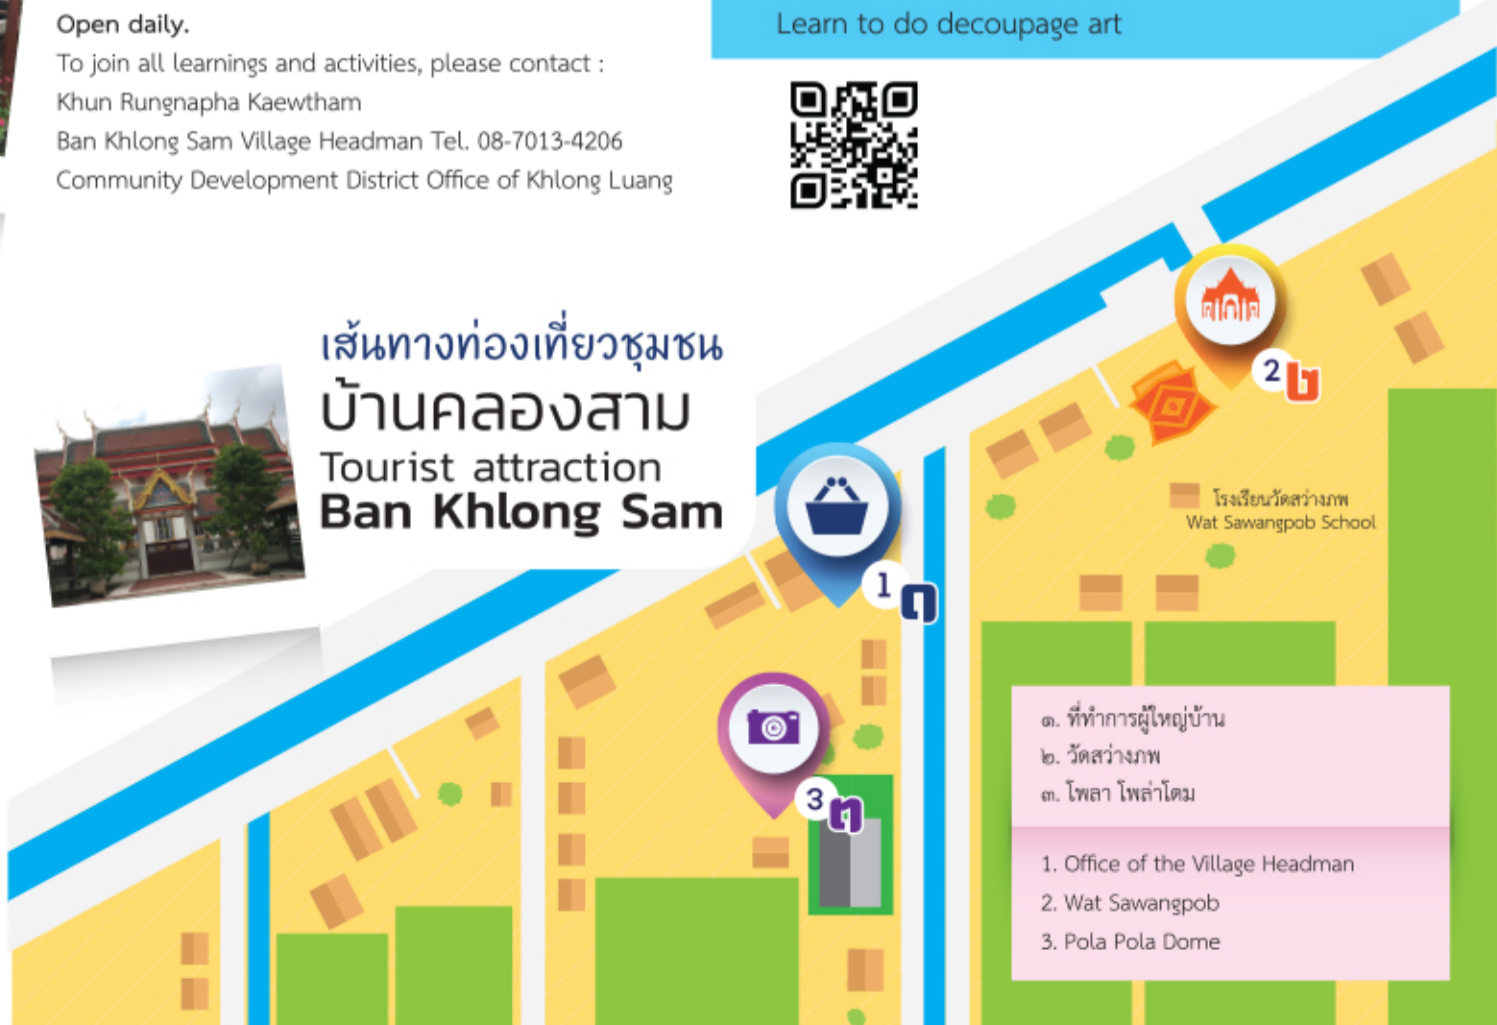 Open daily.
To join all learnings and activities, please contact :
Khun Rungnapha Kaewtham
Ban Khlong Sam Village Headman Tel. 08-7013-4206
Community Development District Office of Khlong Luang
Learn to do decoupage art
เส้นทางท่องเที่ยวชุมชน
บ้านคลองสาม
Tourist attraction
Ban Khlong Sam
2 ๒
โรงเรียนวัดสว่างภพ
Wat Sawangpob School
1 ๑
3 ๓
๑. ที่ทำการผู้ใหญ่บ้าน
๒. วัดสว่างภพ
๓. โพลา โพล่าโดม
1. Office of the Village Headman
2. Wat Sawangpob
3. Pola Pola Dome